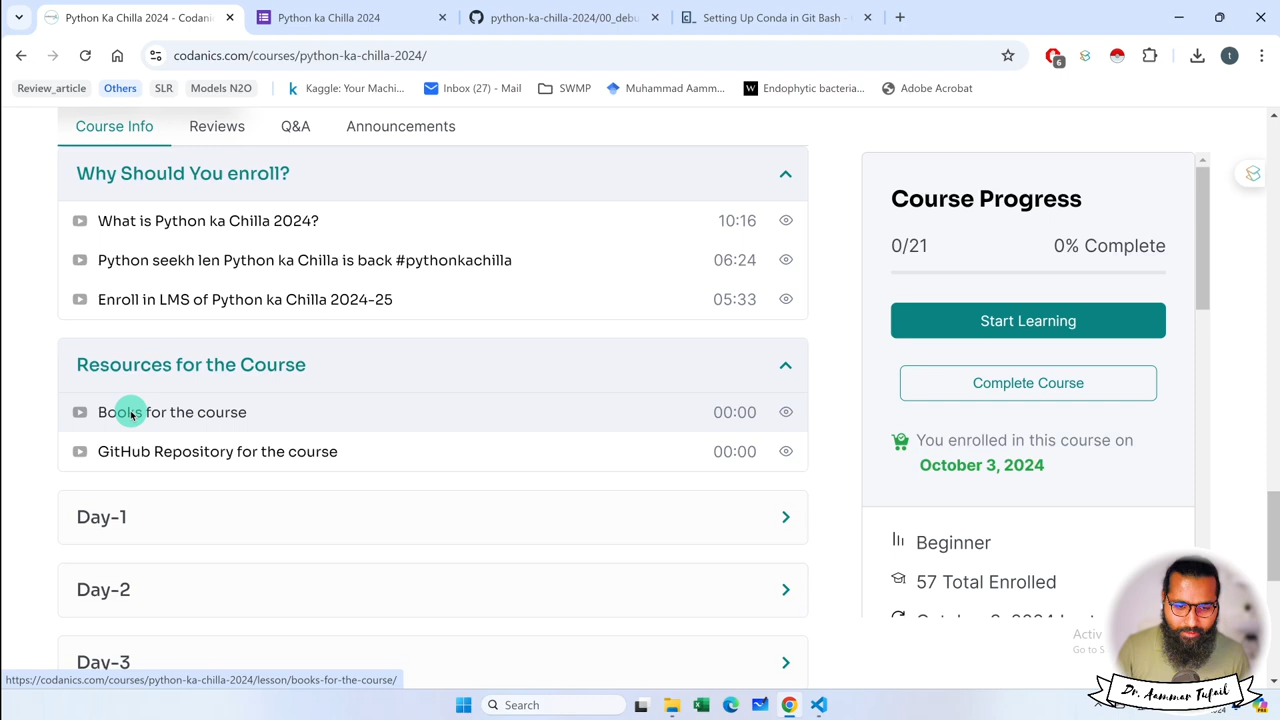 Python Ka Chilla 2024 - Codanic
Python ka Chilla 2024
python-ka-chilla-2024/00_debu
Setting Up Conda in Git Bash -
codanics.com/courses/python-ka-chilla-2024/
6
t
Review_article
Others
SLR
Models N2O
Kaggle: Your Machi...
Inbox (27) - Mail
SWMP
Muhammad Aamm...
Endophytic bacteria...
Adobe Acrobat
Course Info
Reviews
Q&A
Announcements
Why Should You enroll?
What is Python ka Chilla 2024?
10:16
Python seekh len Python ka Chilla is back #pythonkachilla
06:24
Enroll in LMS of Python ka Chilla 2024-25
05:33
Resources for the Course
Books for the course
00:00
GitHub Repository for the course
00:00
Day-1
Day-2
Day-3
Course Progress
0/21
0% Complete
Start Learning
Complete Course
You enrolled in this course on
October 3, 2024
Beginner
57 Total Enrolled
Activ
Go to S
https://codanics.com/courses/python-ka-chilla-2024/lesson/books-for-the-course/
Search
Dr. Aammar Tufail